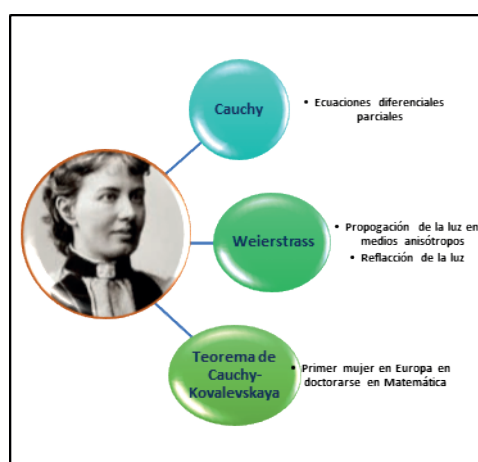 Cauchy
• Ecuaciones diferenciales
parciales
Weierstrass
• Propogación de la luz en
medios anisótropos
• Reflacción de la luz
Teorema de
Cauchy-
Kovalevskaya
• Primer mujer en Europa en
doctorarse en Matemática